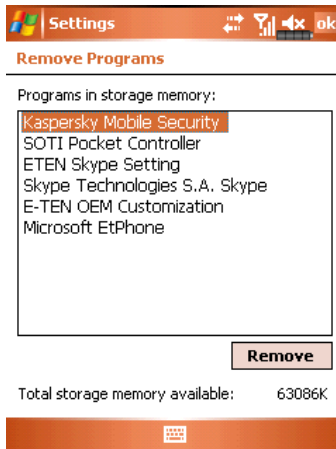 Settings
ok
Remove Programs
Programs in storage memory:
Kaspersky Mobile Security
SOTI Pocket Controller
ETEN Skype Setting
Skype Technologies S.A. Skype
E-TEN OEM Customization
Microsoft EtPhone
Remove
Total storage memory available: 63086K